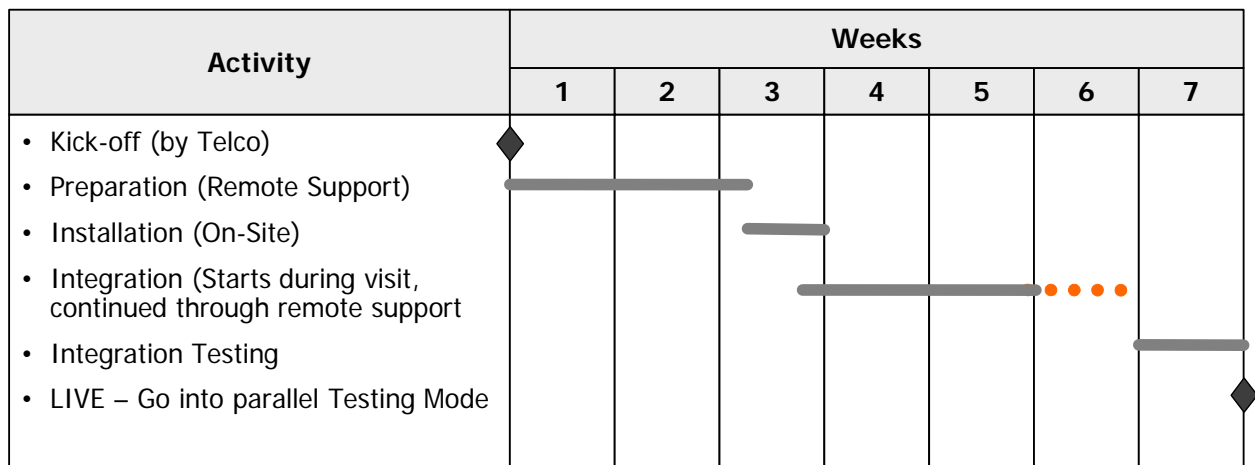 Activity
Weeks
1 2 3 4 5 6 7
• Kick-off (by Telco)
• Preparation (Remote Support)
• Installation (On-Site)
• Integration (Starts during visit,
continued through remote support
• Integration Testing
• LIVE – Go into parallel Testing Mode